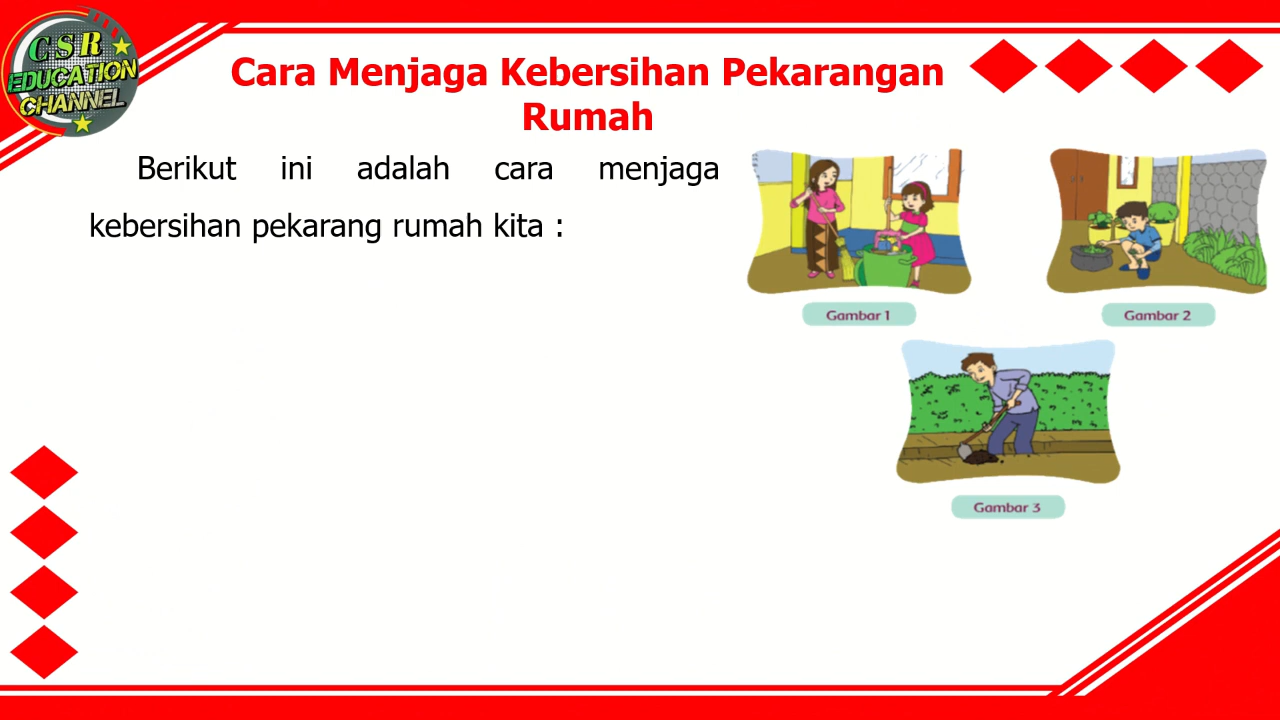 CSR
EDUCATION
CHANNEL
Cara Menjaga Kebersihan Pekarangan
Rumah
Berikut ini adalah cara menjaga
kebersihan pekarang rumah kita :
Gambar 1
Gambar 2
Gambar 3